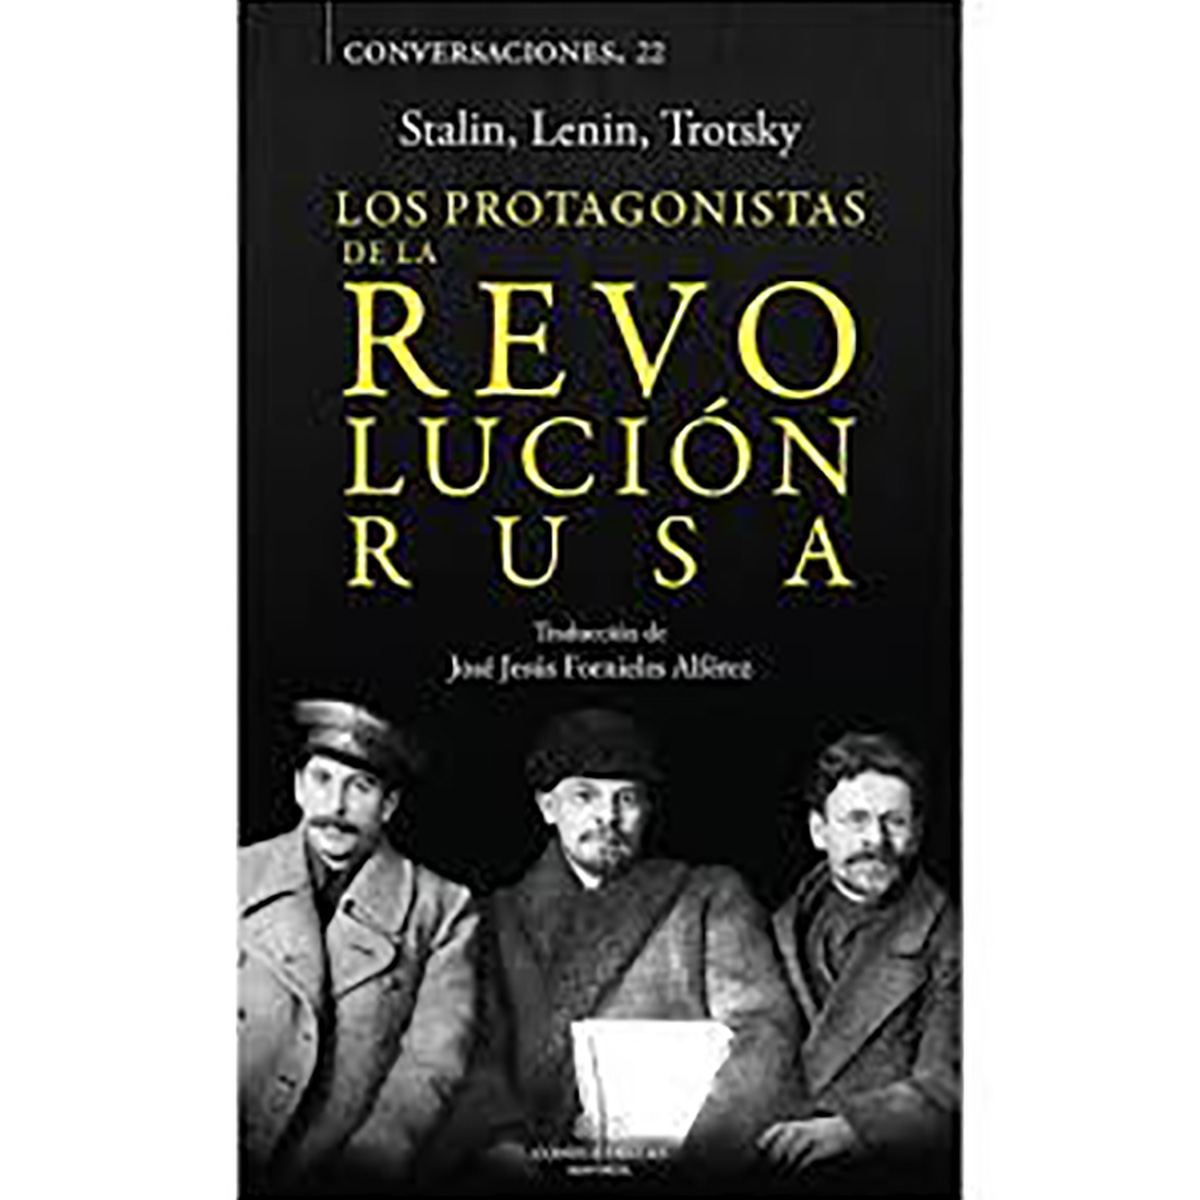 CONVERSACIONES, 22
Stalin, Lenin, Trotsky
LOS PROTAGONISTAS
DE LA
REVO
LUCIÓN
RUSA
Traducción de
José Jesús Fornieles Alférez